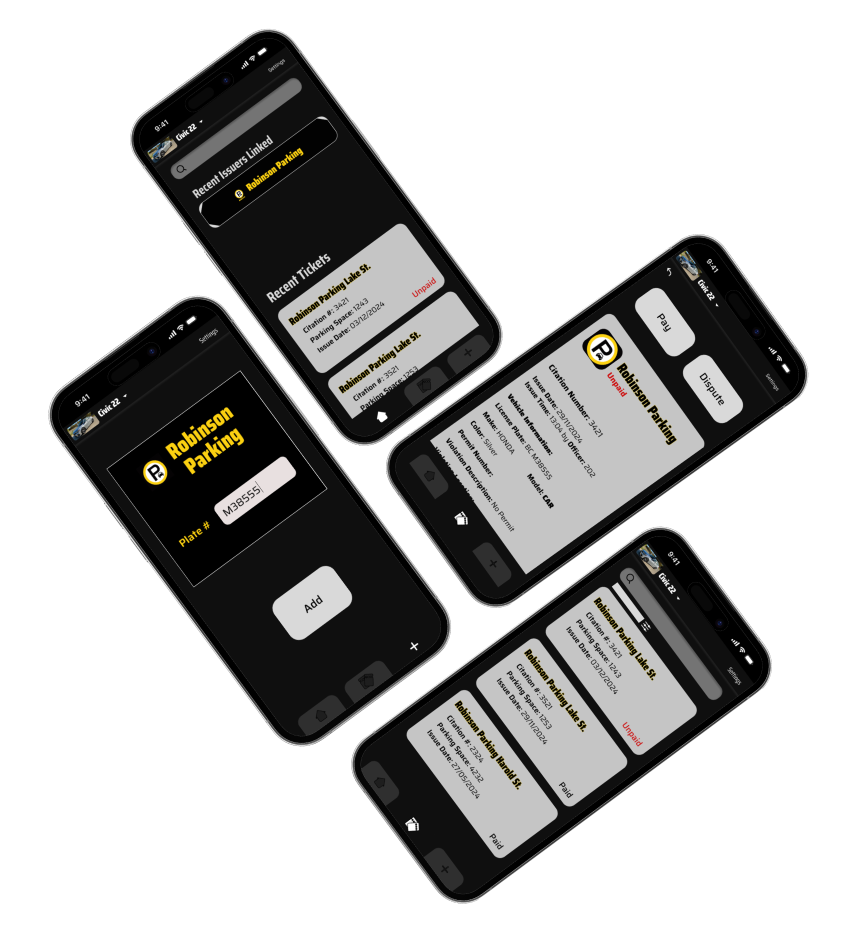 9:41
Civic 22
Settings
Recent Issuers Linked
Robinson Parking
Recent Tickets
Robinson Parking Lake St.
Citation #: 3421
Parking Space: 1243
Issue Date: 03/12/2024
Unpaid
Robinson Parking Lake St.
Citation #: 3521
Parking Space: 1253
9:41
Civic 22
Settings
Robinson
Parking
Plate #
M38555
Add
9:41
Civic 22
Settings
Pay
Dispute
Robinson Parking
Unpaid
Citation Number: 3421
Issue Date: 29/11/2024
Issue Time: 13:04 by Officer: 202
Vehicle Information:
License Plate: BC M38555
Make: HONDA
Model: CAR
Color: Silver
Permit Number:
Violation Description: No Permit
9:41
Civic 22
Settings
Robinson Parking Lake St.
Citation #: 3421
Parking Space: 1243
Issue Date: 03/12/2024
Unpaid
Robinson Parking Lake St.
Citation #: 3521
Parking Space: 1253
Issue Date: 29/11/2024
Paid
Robinson Parking Harold St.
Citation #: 2324
Parking Space: 4232
Issue Date: 27/05/2024
Paid